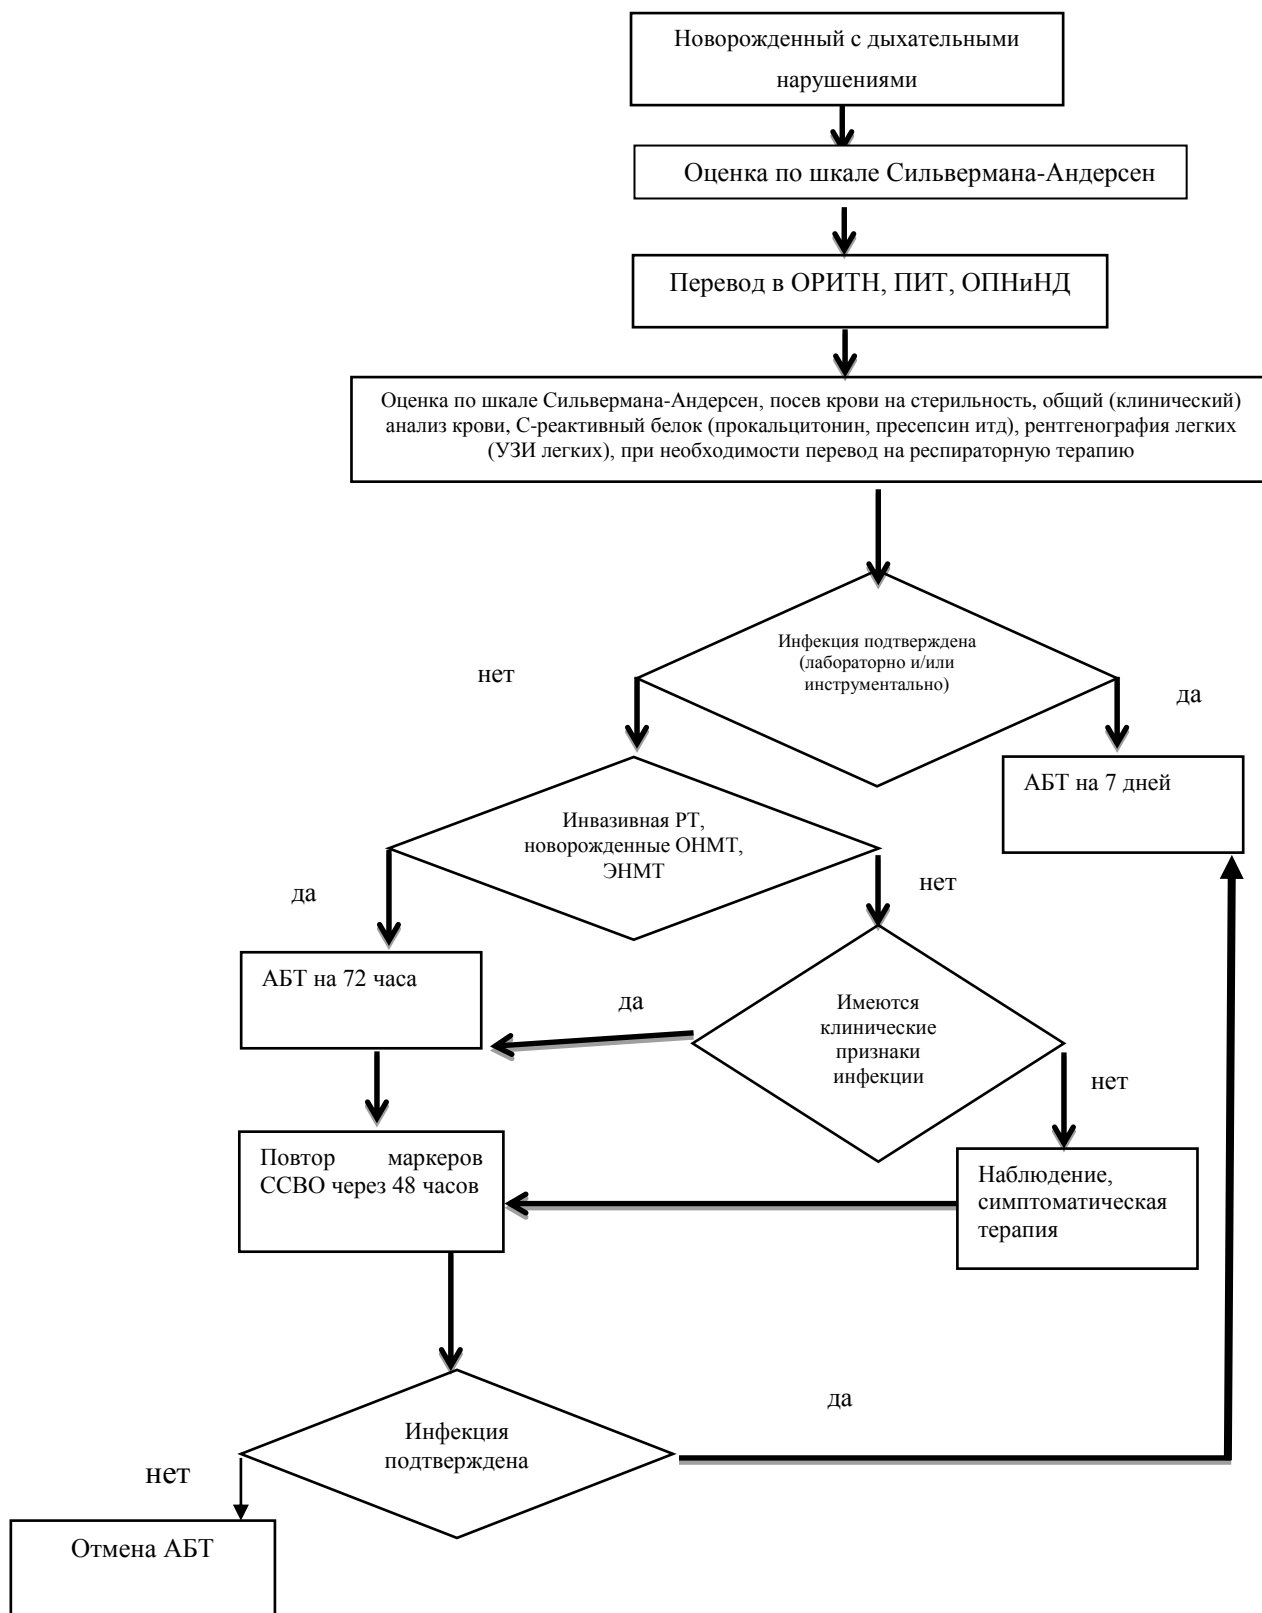 Новорожденный с дыхательными
нарушениями
Оценка по шкале Сильвермана-Андерсен
Перевод в ОРИТН, ПИТ, ОПНиНД
Оценка по шкале Сильвермана-Андерсен, посев крови на стерильность, общий (клинический)
анализ крови, С-реактивный белок (прокальцитонин, пресепсин итд), рентгенография легких
(УЗИ легких), при необходимости перевод на респираторную терапию
Инфекция подтверждена
(лабораторно и/или
инструментально)
нет
да
АБТ на 7 дней
Инвазивная РТ,
новорожденные ОНМТ,
ЭНМТ
да
нет
АБТ на 72 часа
да
Имеются
клинические
признаки
инфекции
нет
Повтор маркеров
ССВО через 48 часов
Наблюдение,
симптоматическая
терапия
да
Инфекция
подтверждена
нет
Отмена АБТ